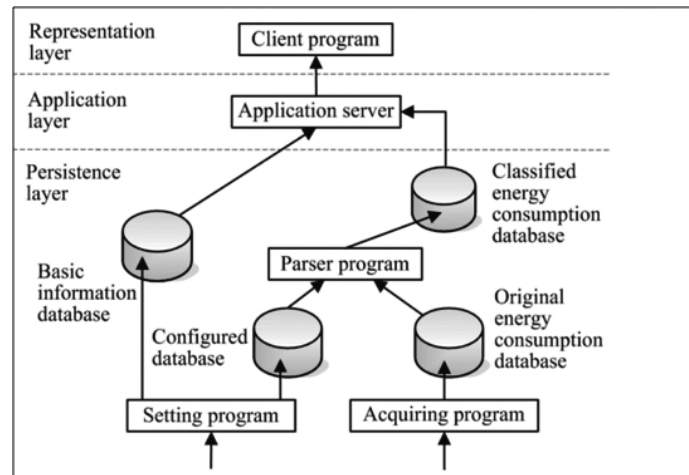 Representation
layer
Client program
Application
layer
Application server
Persistence
layer
Classified
energy
consumption
database
Basic
information
database
Parser program
Configured
database
Original
energy
consumption
database
Setting program
Acquiring program